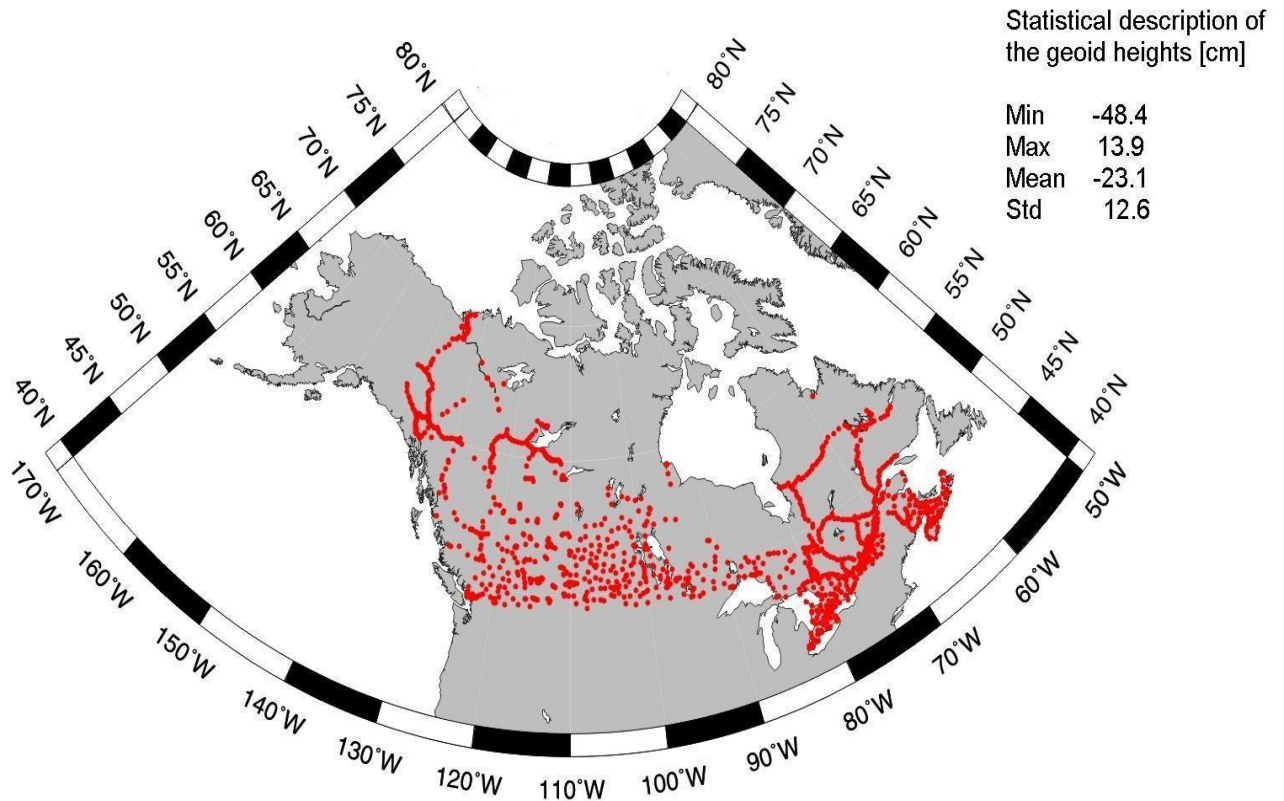 Statistical description of
the geoid heights [cm]
Min -48.4
Max 13.9
Mean -23.1
Std 12.6
80°N
75°N
70°N
65°N
60°N
55°N
50°N
45°N
40°N
80°N
75°N
70°N
65°N
60°N
55°N
50°N
45°N
40°N
170°W
160°W
150°W
140°W
130°W
120°W
110°W
100°W
90°W
80°W
70°W
60°W
50°W